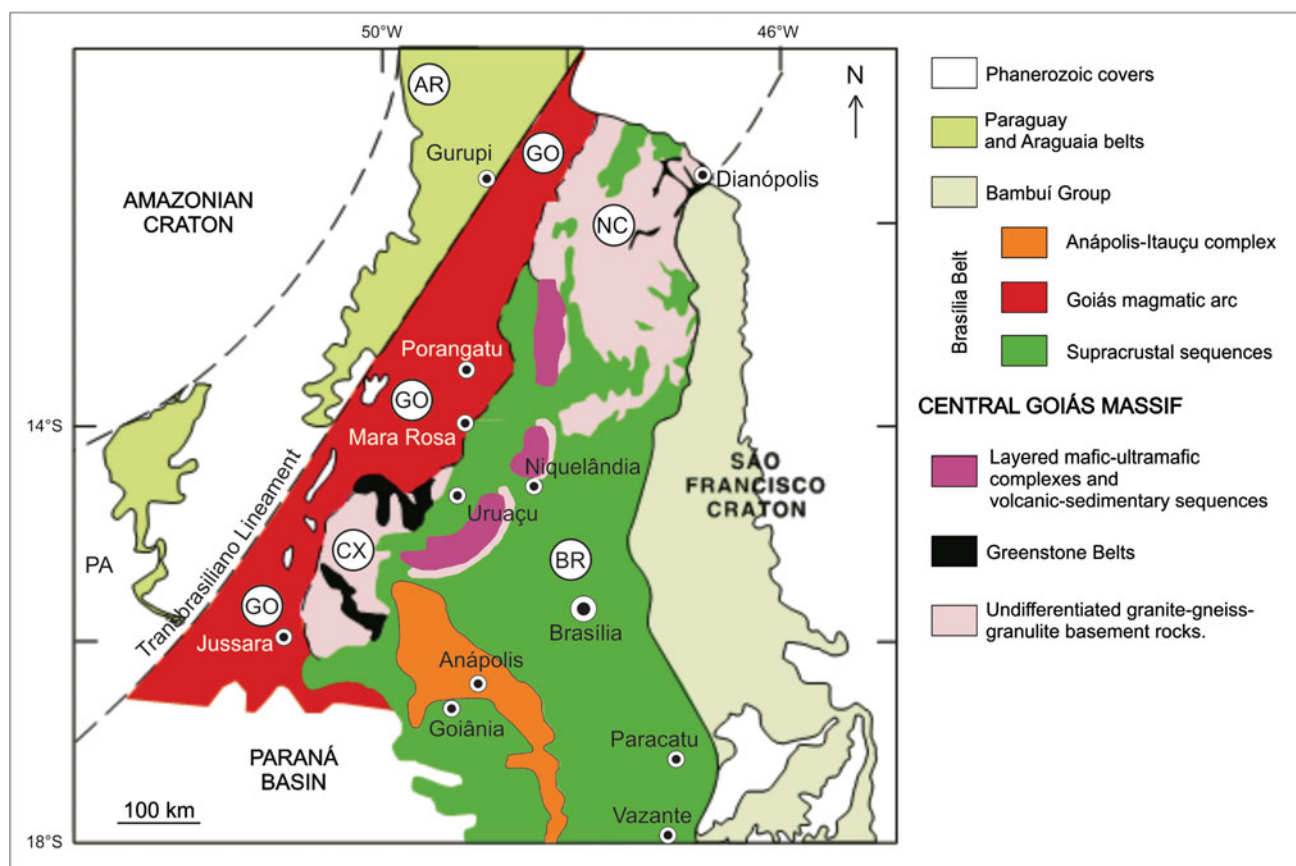 50°W
46°W
AR
N
GO
Gurupi
Dianópolis
AMAZONIAN
CRATON
NC
Porangatu
GO
14°S
Mara Rosa
Niquelândia
SÁO
FRANCISCO
CRATON
Uruaçu
Transbrasiliano Lineament
CX
BR
PA
GO
Brasília
Jussara
Anápolis
Goiânia
Paracatu
PARANÁ
BASIN
100 km
Vazante
18°S
Phanerozoic covers
Paraguay
and Araguaia belts
Bambuí Group
Brasília Belt
Anápolis-Itauçu complex
Goiás magmatic arc
Supracrustal sequences
CENTRAL GOIÁS MASSIF
Layered mafic-ultramafic
complexes and
volcanic-sedimentary sequences
Greenstone Belts
Undifferentiated granite-gneiss-
granulite basement rocks.